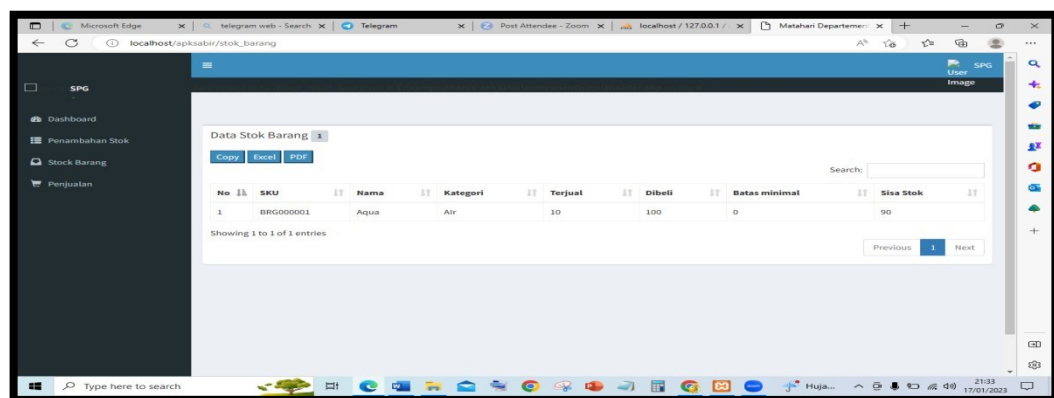 Microsoft Edge
telegram web - Search
Telegram
Post Attendee - Zoom
localhost / 127.0.0.1 /
Matahari Departemen
localhost/apksabir/stok_barang
SPG
User Image
SPG
Dashboard
Penambahan Stok
Stock Barang
Penjualan
Data Stok Barang 1
Copy Excel PDF
Search:
No SKU Nama Kategori Terjual Dibeli Batas minimal Sisa Stok
1 BRG000001 Aqua AIr 10 100 0 90
Showing 1 to 1 of 1 entries
Previous 1 Next
Type here to search
Huja...
21:33
17/01/2023